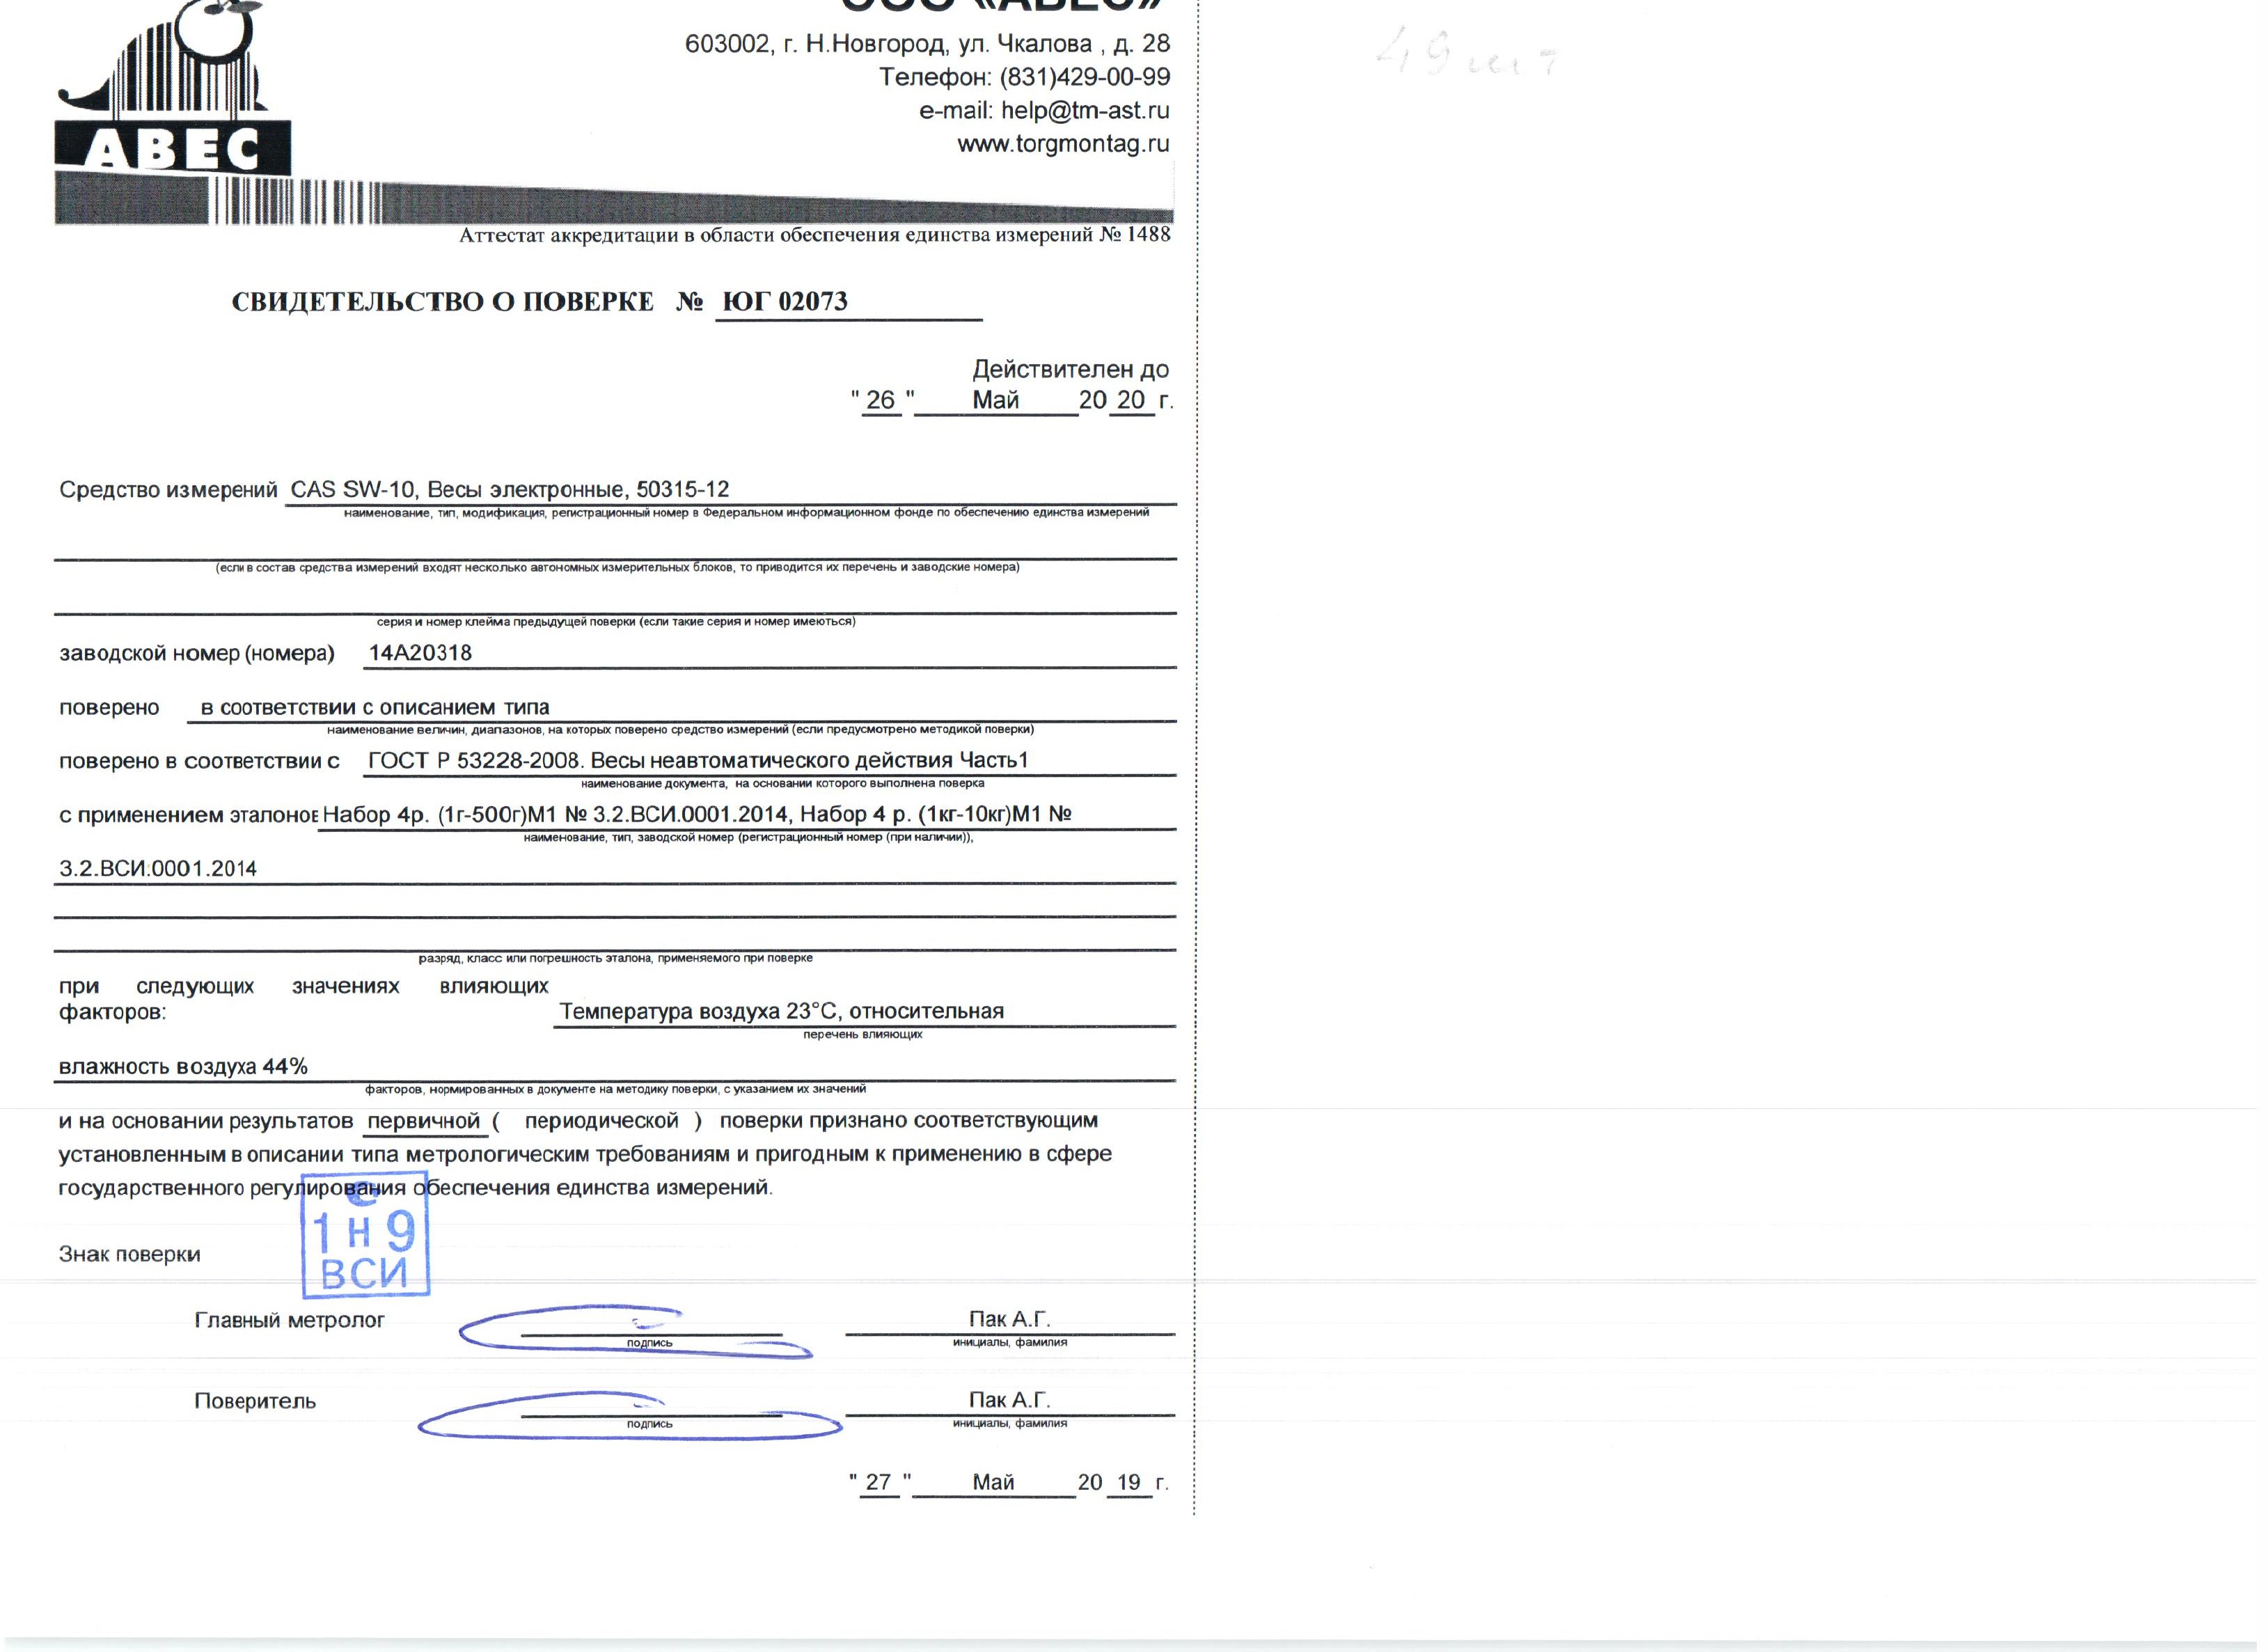 ООО «АВЕС»
603002, г. Н.Новгород, ул. Чкалова , д. 28
Телефон: (831)429-00-99
e-mail: help@tm-ast.ru
www.torgmontag.ru
АВЕС
49 шт
Аттестат аккредитации в области обеспечения единства измерений № 1488
СВИДЕТЕЛЬСТВО О ПОВЕРКЕ № ЮГ 02073
Действителен до
" 26 " Май 20 20 г.
Средство измерений CAS SW-10, Весы электронные, 50315-12
наименование, тип, модификация, регистрационный номер в Федеральном информационном фонде по обеспечению единства измерений
(если в состав средства измерений входят несколько автономных измерительных блоков, то приводится их перечень и заводские номера)
серия и номер клейма предыдущей поверки (если такие серия и номер имеються)
заводской номер (номера) 14А20318
поверено в соответствии с описанием типа
наименование величин, диапазонов, на которых поверено средство измерений (если предусмотрено методикой поверки)
поверено в соответствии с ГОСТ Р 53228-2008. Весы неавтоматического действия Часть1
наименование документа, на основании которого выполнена поверка
с применением эталонов Набор 4р. (1г-500г)М1 № 3.2.ВСИ.0001.2014, Набор 4 р. (1кг-10кг)М1 №
наименование, тип, заводской номер (регистрационный номер (при наличии)),
3.2.ВСИ.0001.2014
разряд, класс или погрешность эталона, применяемого при поверке
при следующих значениях влияющих
факторов: Температура воздуха 23°С, относительная
перечень влияющих
влажность воздуха 44%
факторов, нормированных в документе на методику поверки, с указанием их значений
и на основании результатов первичной ( периодической ) поверки признано соответствующим
установленным в описании типа метрологическим требованиям и пригодным к применению в сфере
государственного регулирования обеспечения единства измерений.
С
1 Н 9
ВСИ
Знак поверки
Главный метролог Пак А.Г.
подпись инициалы, фамилия
Поверитель Пак А.Г.
подпись инициалы, фамилия
" 27 " Май 20 19 г.